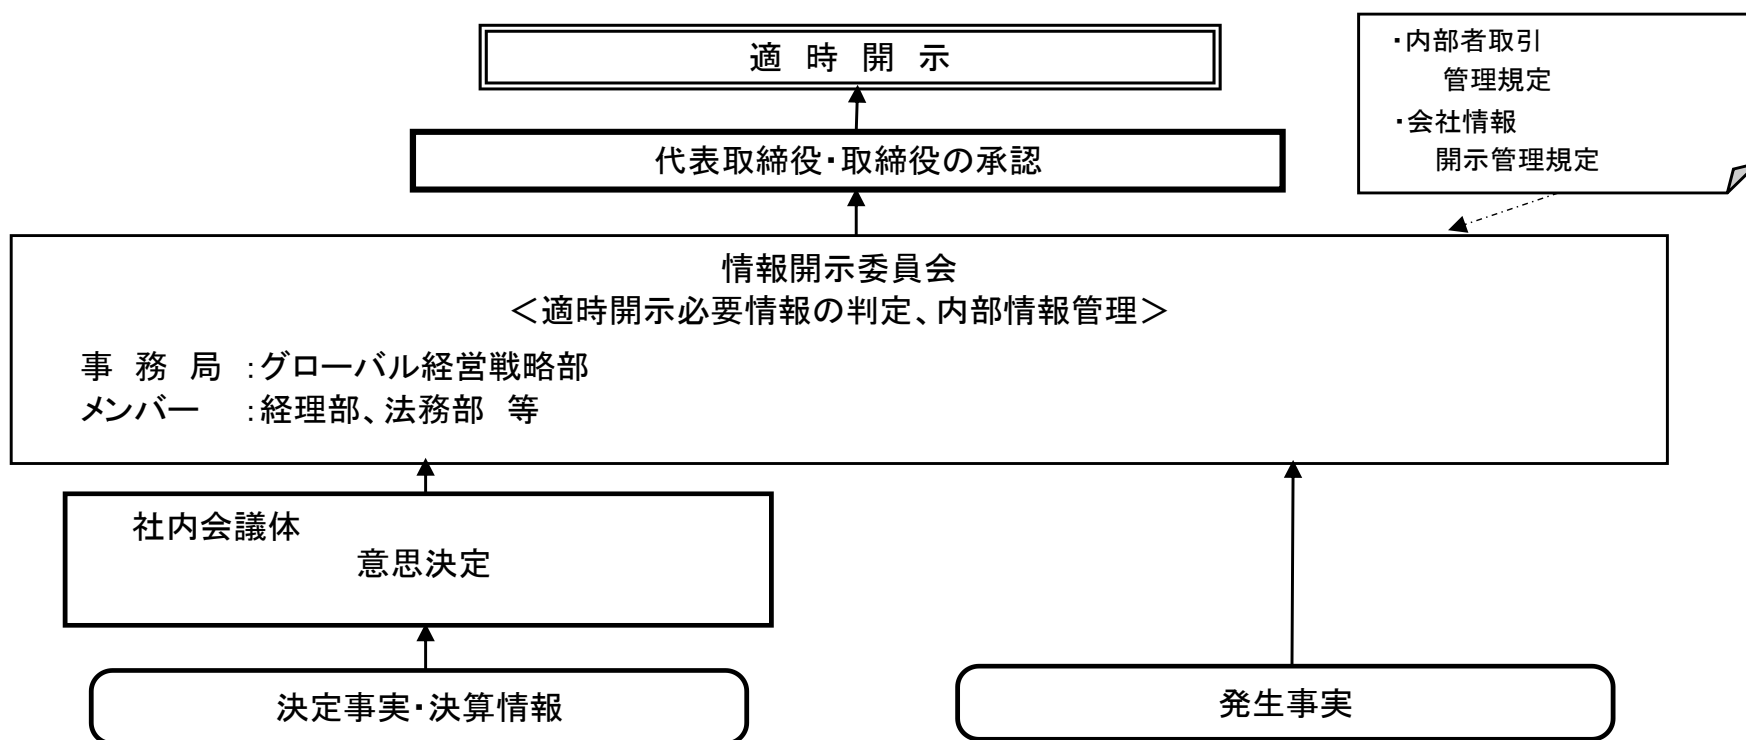 適 時 開 示
・内部者取引
管理規定
・会社情報
開示管理規定
代表取締役・取締役の承認
情報開示委員会
＜適時開示必要情報の判定、内部情報管理＞
事 務 局 ：グローバル経営戦略部
メンバー ：経理部、法務部 等
社内会議体
意思決定
決定事実・決算情報
発生事実